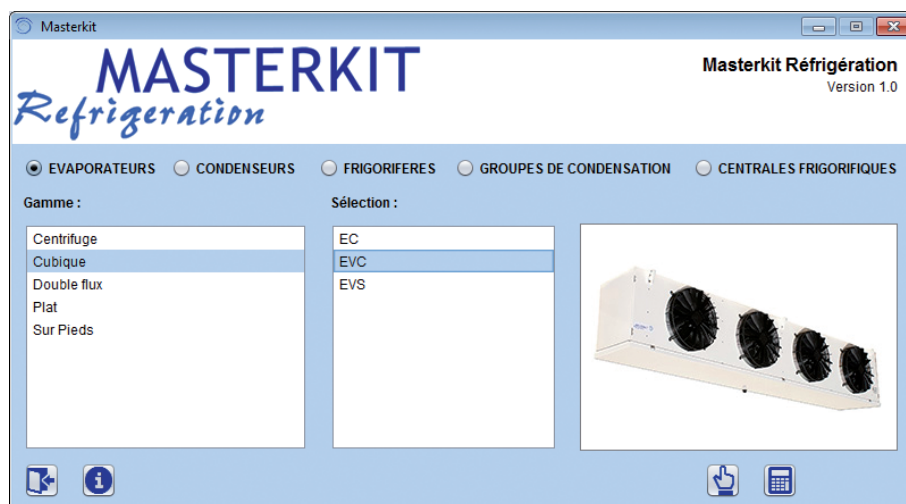 Masterkit
MASTERKIT
Refrigeration
Masterkit Réfrigération
Version 1.0
EVAPORATEURS
CONDENSEURS
FRIGORIFERES
GROUPES DE CONDENSATION
CENTRALES FRIGORIFIQUES
Gamme :
Sélection :
Centrifuge
Cubique
Double flux
Plat
Sur Pieds
EC
EVC
EVS